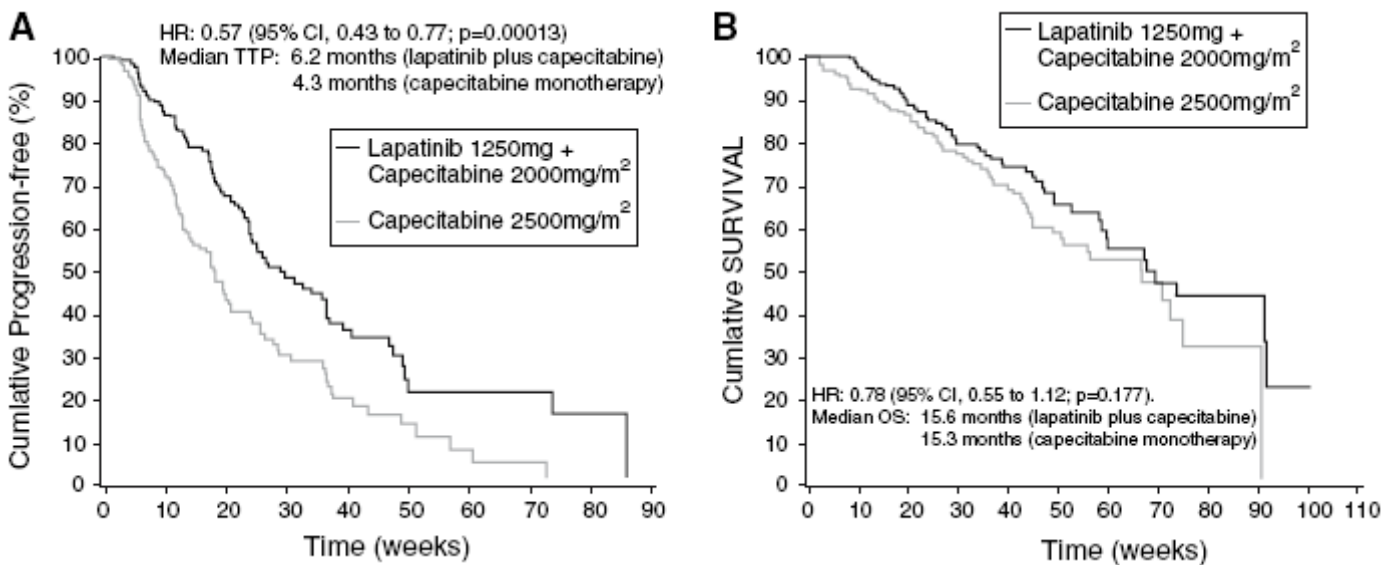 A
HR: 0.57 (95% CI, 0.43 to 0.77; p=0.00013)
Median TTP: 6.2 months (lapatinib plus capecitabine)
4.3 months (capecitabine monotherapy)
Lapatinib 1250mg +
Capecitabine 2000mg/m²
Capecitabine 2500mg/m²
Cumlative Progression-free (%)
100
90
80
70
60
50
40
30
20
10
0
0 10 20 30 40 50 60 70 80 90
Time (weeks)
B
Lapatinib 1250mg +
Capecitabine 2000mg/m²
Capecitabine 2500mg/m²
Cumlative SURVIVAL
100
90
80
70
60
50
40
30
20
10
0
HR: 0.78 (95% CI, 0.55 to 1.12; p=0.177).
Median OS: 15.6 months (lapatinib plus capecitabine)
15.3 months (capecitabine monotherapy)
0 10 20 30 40 50 60 70 80 90 100 110
Time (weeks)